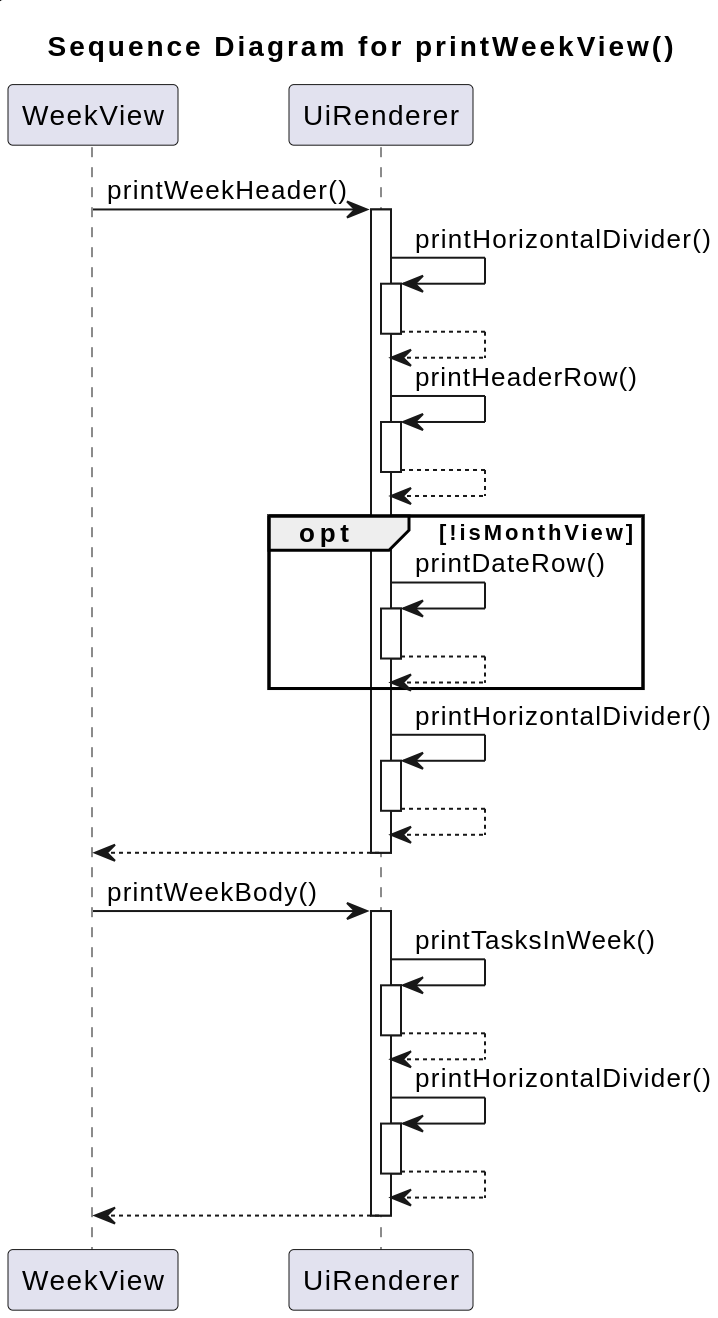 Sequence Diagram for printWeekView()
WeekView
UiRenderer
printWeekHeader()
printHorizontalDivider()
printHeaderRow()
opt
[!isMonthView]
printDateRow()
printHorizontalDivider()
printWeekBody()
printTasksInWeek()
printHorizontalDivider()
WeekView
UiRenderer